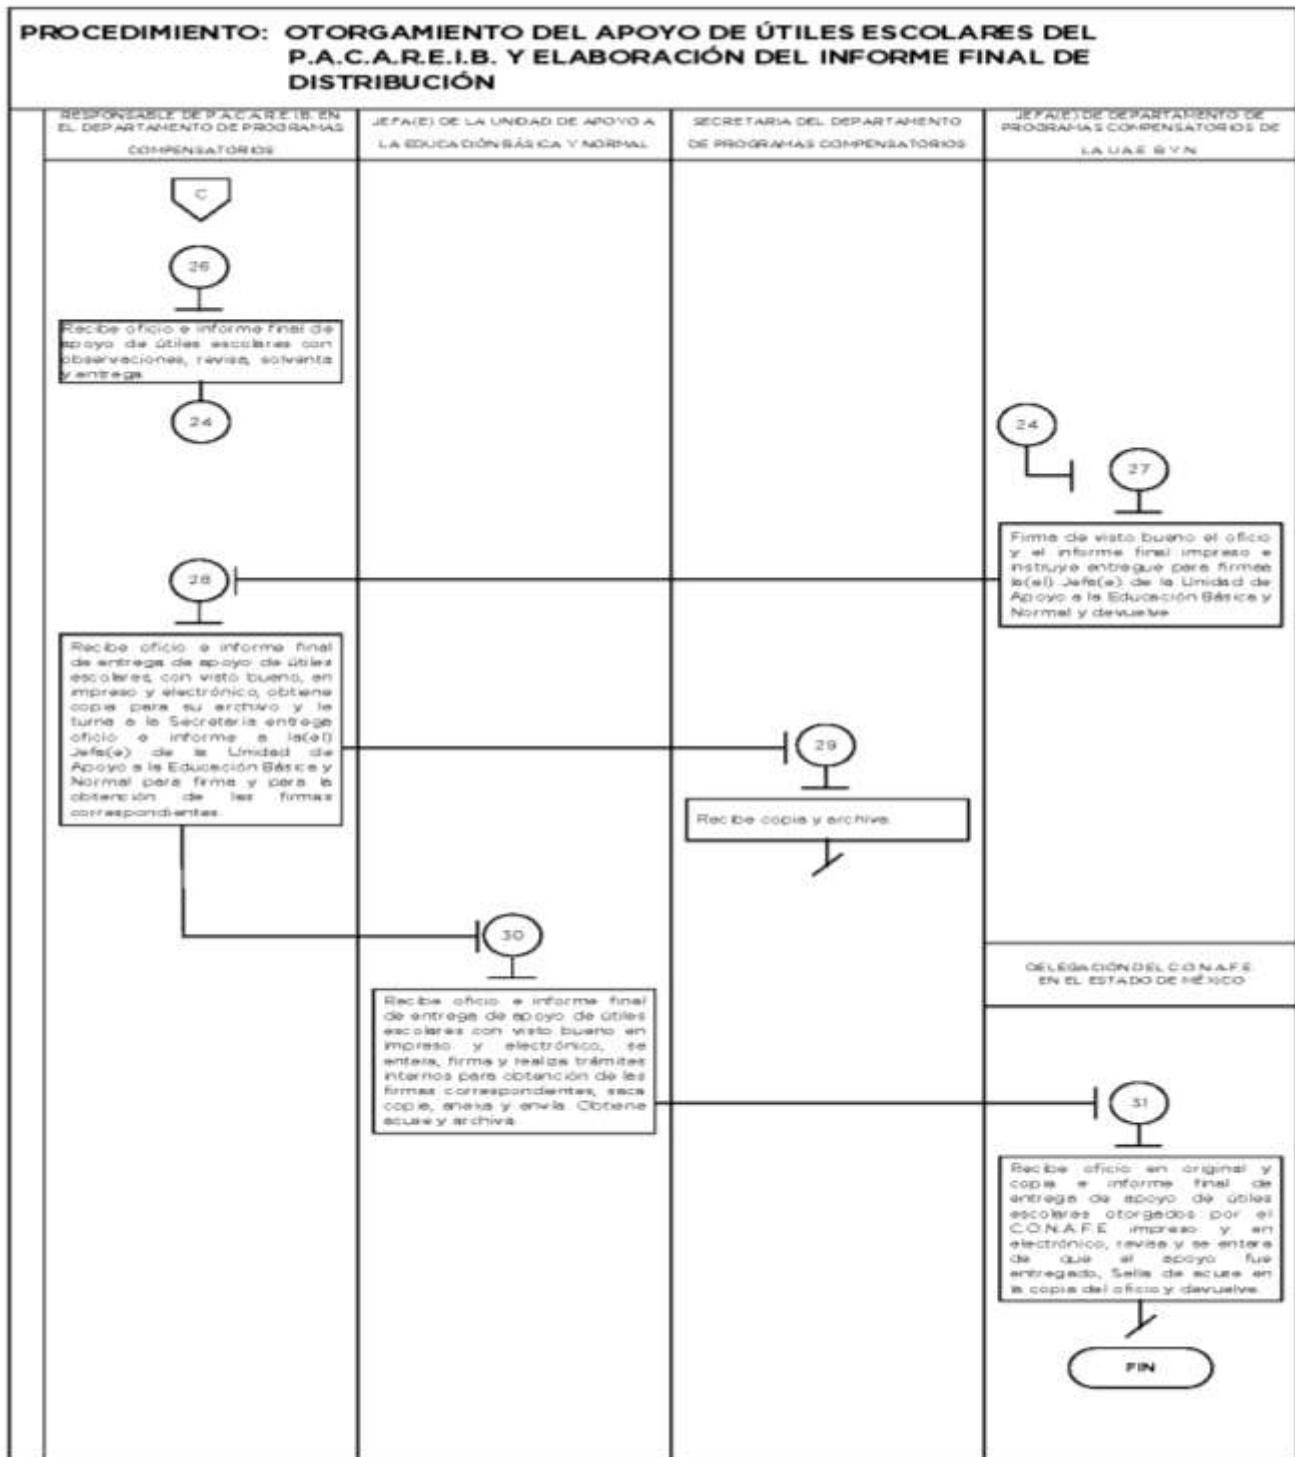 PROCEDIMIENTO: OTORGAMIENTO DEL APOYO DE ÚTILES ESCOLARES DEL
P.A.C.A.R.E.I.B. Y ELABORACIÓN DEL INFORME FINAL DE
DISTRIBUCIÓN
RESPONSABLE DE P.A.C.A.R.E.I.B. EN
EL DEPARTAMENTO DE PROGRAMAS
COMPENSATORIOS
JEFA(E) DE LA UNIDAD DE APOYO A
LA EDUCACIÓN BÁSICA Y NORMAL
SECRETARIA DEL DEPARTAMENTO
DE PROGRAMAS COMPENSATORIOS
JEFA(E) DE DEPARTAMENTO DE
PROGRAMAS COMPENSATORIOS DE
LA U.A.E.B.Y.N.
C
26
Recibe oficio e informe final de
apoyo de útiles escolares con
observaciones, revisa, solventa
y entrega.
24
24
27
Firma de visto bueno el oficio
y el informe final impreso e
instruye entregue para firmas
la(el) Jefa(e) de la Unidad de
Apoyo a la Educación Básica y
Normal y devuelve
28
Recibe oficio e informe final
de entrega de apoyo de útiles
escolares, con visto bueno, en
impreso y electrónico, obtiene
copia para su archivo y la
turna a la Secretaria entrega
oficio e informe a la(el)
Jefa(e) de la Unidad de
Apoyo a la Educación Básica y
Normal para firma y para la
obtención de las firmas
correspondientes.
29
Recibe copia y archiva.
30
Recibe oficio e informe final
de entrega de apoyo de útiles
escolares con visto bueno en
impreso y electrónico, se
entera, firma y realiza trámites
internos para obtención de las
firmas correspondientes, saca
copia, anexa y envía. Obtiene
acuse y archiva.
DELEGACIÓN DEL C.O.N.A.F.E.
EN EL ESTADO DE MÉXICO
31
Recibe oficio en original y
copia e informe final de
entrega de apoyo de útiles
escolares otorgados por el
C.O.N.A.F.E impreso y en
electrónico, revisa y se entera
de que el apoyo fue
entregado, Sella de acuse en
la copia del oficio y devuelve.
FIN